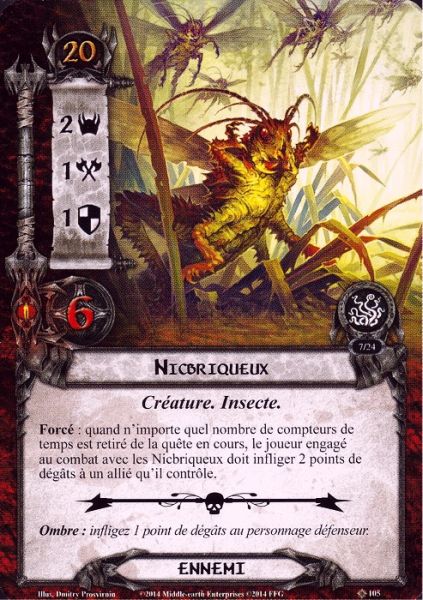 20
2
1
1
6
7/24
Nicbriqueux
Créature. Insecte.
Forcé : quand n'importe quel nombre de compteurs de
temps est retiré de la quête en cours, le joueur engagé
au combat avec les Nicbriqueux doit infliger 2 points de
dégâts à un allié qu'il contrôle.
Ombre : infligez 1 point de dégâts au personnage défenseur.
ENNEMI
Illus. Dmitry Prosvirnin ©2014 Middle-earth Enterprises ©2014 FFG 105